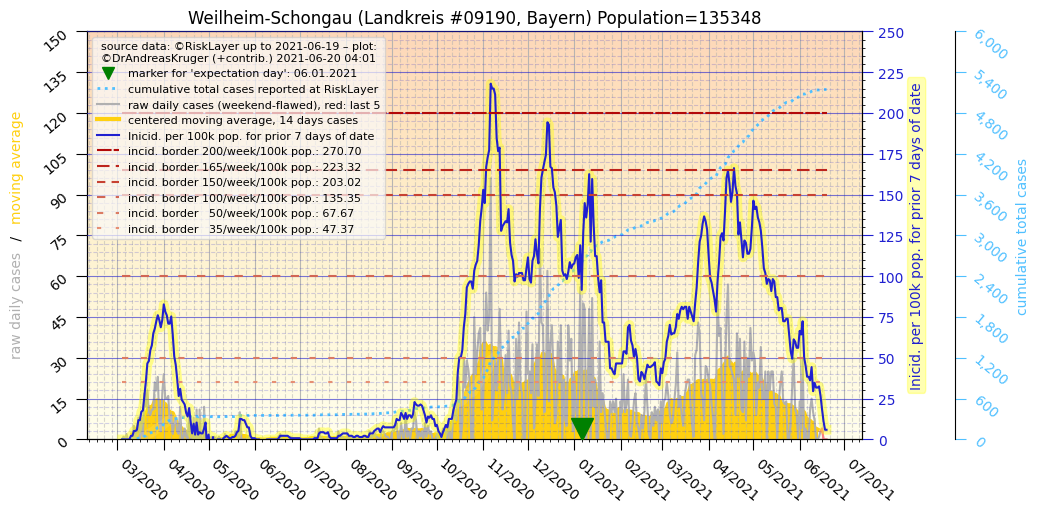 Weilheim-Schongau (Landkreis #09190, Bayern) Population=135348
source data: ©RiskLayer up to 2021-06-19 – plot:
©DrAndreasKruger (+contrib.) 2021-06-20 04:01
marker for 'expectation day': 06.01.2021
cumulative total cases reported at RiskLayer
raw daily cases (weekend-flawed), red: last 5
centered moving average, 14 days cases
Inicid. per 100k pop. for prior 7 days of date
incid. border 200/week/100k pop.: 270.70
incid. border 165/week/100k pop.: 223.32
incid. border 150/week/100k pop.: 203.02
incid. border 100/week/100k pop.: 135.35
incid. border   50/week/100k pop.: 67.67
incid. border   35/week/100k pop.: 47.37
raw daily cases  /  moving average
150
135
120
105
90
75
60
45
30
15
0
250
225
200
175
150
125
100
75
50
25
0
Inicid. per 100k pop. for prior 7 days of date
6,000
5,400
4,800
4,200
3,600
3,000
2,400
1,800
1,200
600
0
cumulative total cases
03/2020
04/2020
05/2020
06/2020
07/2020
08/2020
09/2020
10/2020
11/2020
12/2020
01/2021
02/2021
03/2021
04/2021
05/2021
06/2021
07/2021